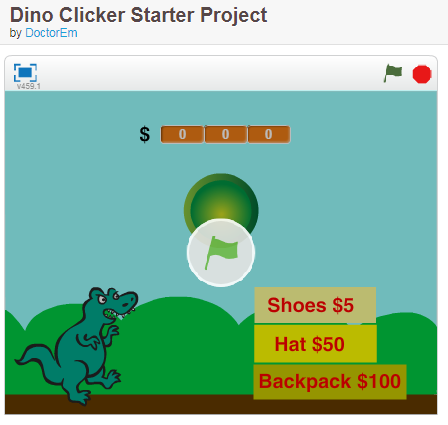 Dino Clicker Starter Project
by DoctorEm
v459.1
$ 0 0 0
Shoes $5
Hat $50
Backpack $100